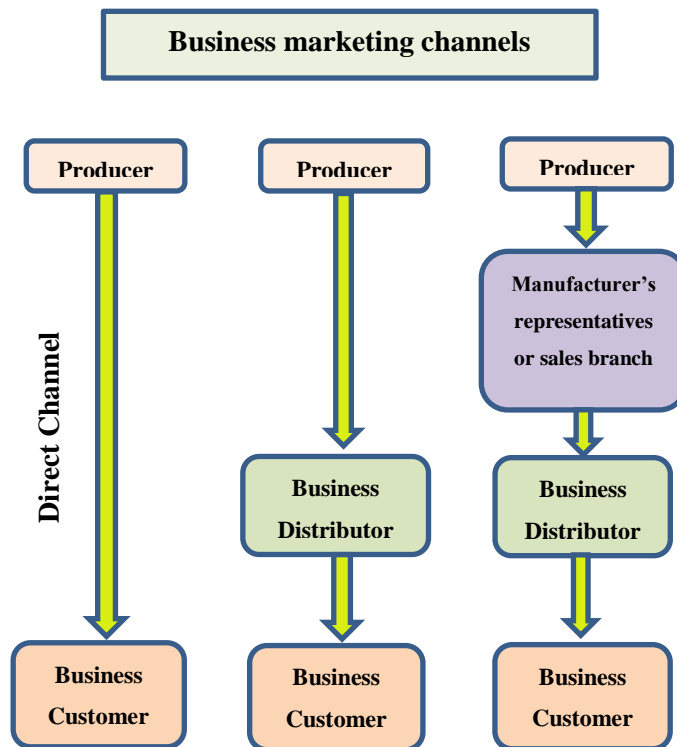 Business marketing channels
Producer
Producer
Producer
Manufacturer’s
representatives
or sales branch
Direct Channel
Business
Distributor
Business
Distributor
Business
Customer
Business
Customer
Business
Customer